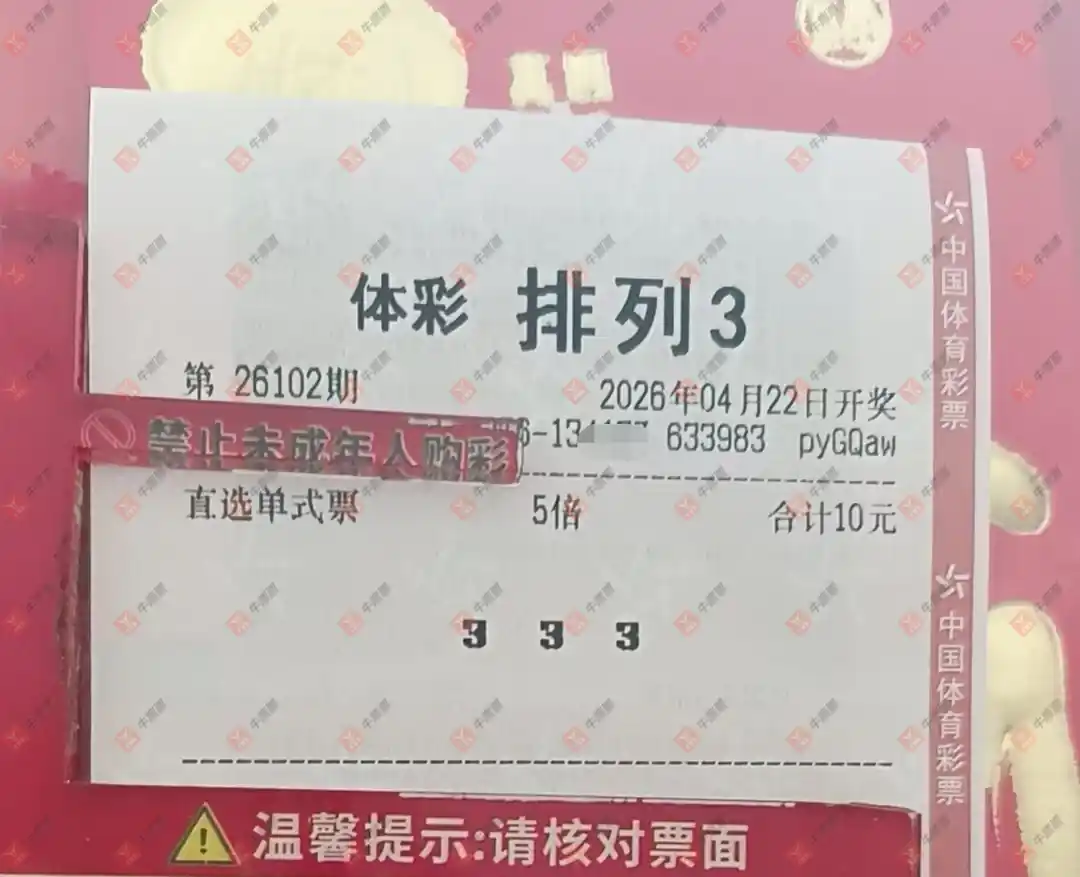 体彩 排列3
第 26102期 2026年04月22日开奖
6-13 633983 pyGQaw
禁止未成年人购彩
直选单式票 5倍 合计10元
3 3 3
温馨提示:请核对票面
中国体育彩票
中国体育彩票